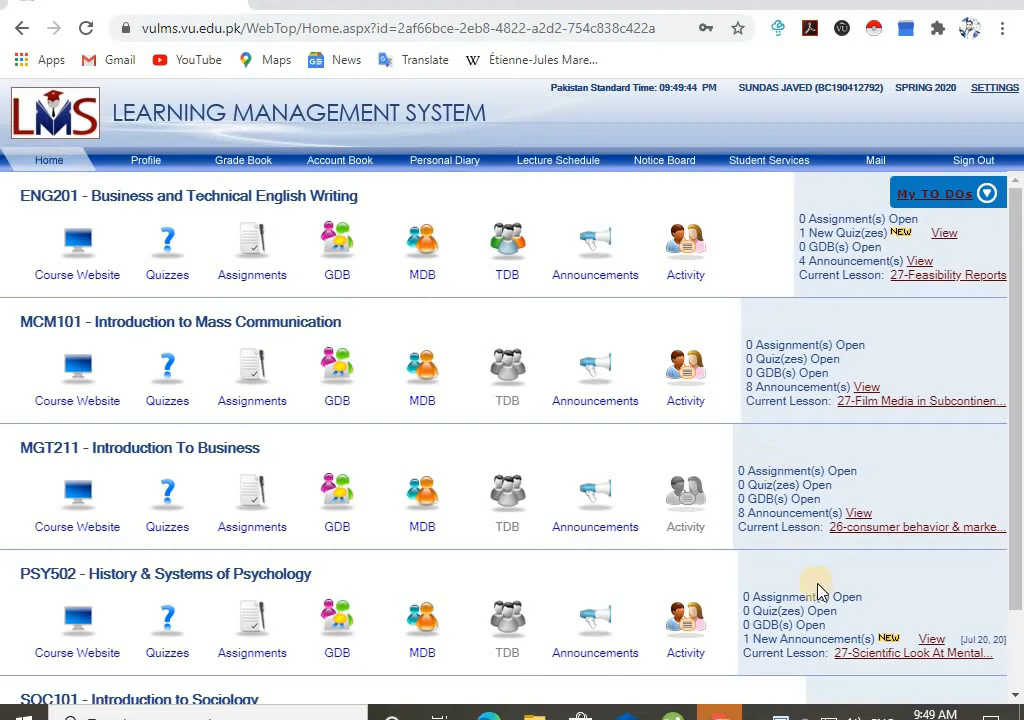 vulms.vu.edu.pk/WebTop/Home.aspx?id=2af66bce-2eb8-4822-a2d2-754c838c422a
Apps Gmail YouTube Maps News Translate W Étienne-Jules Mare...
Pakistan Standard Time: 09:49:44 PM SUNDAS JAVED (BC190412792) SPRING 2020 SETTINGS
LMS LEARNING MANAGEMENT SYSTEM
Home Profile Grade Book Account Book Personal Diary Lecture Schedule Notice Board Student Services Mail Sign Out
ENG201 - Business and Technical English Writing
My TO DOs
Course Website Quizzes Assignments GDB MDB TDB Announcements Activity
0 Assignment(s) Open
1 New Quiz(zes) NEW View
0 GDB(s) Open
4 Announcement(s) View
Current Lesson: 27-Feasibility Reports
MCM101 - Introduction to Mass Communication
Course Website Quizzes Assignments GDB MDB TDB Announcements Activity
0 Assignment(s) Open
0 Quiz(zes) Open
0 GDB(s) Open
8 Announcement(s) View
Current Lesson: 27-Film Media in Subcontinen...
MGT211 - Introduction To Business
Course Website Quizzes Assignments GDB MDB TDB Announcements Activity
0 Assignment(s) Open
0 Quiz(zes) Open
0 GDB(s) Open
8 Announcement(s) View
Current Lesson: 26-consumer behavior & marke...
PSY502 - History & Systems of Psychology
Course Website Quizzes Assignments GDB MDB TDB Announcements Activity
0 Assignment(s) Open
0 Quiz(zes) Open
0 GDB(s) Open
1 New Announcement(s) NEW View [Jul 20, 20]
Current Lesson: 27-Scientific Look At Mental...
SOC101 - Introduction to Sociology
9:49 AM